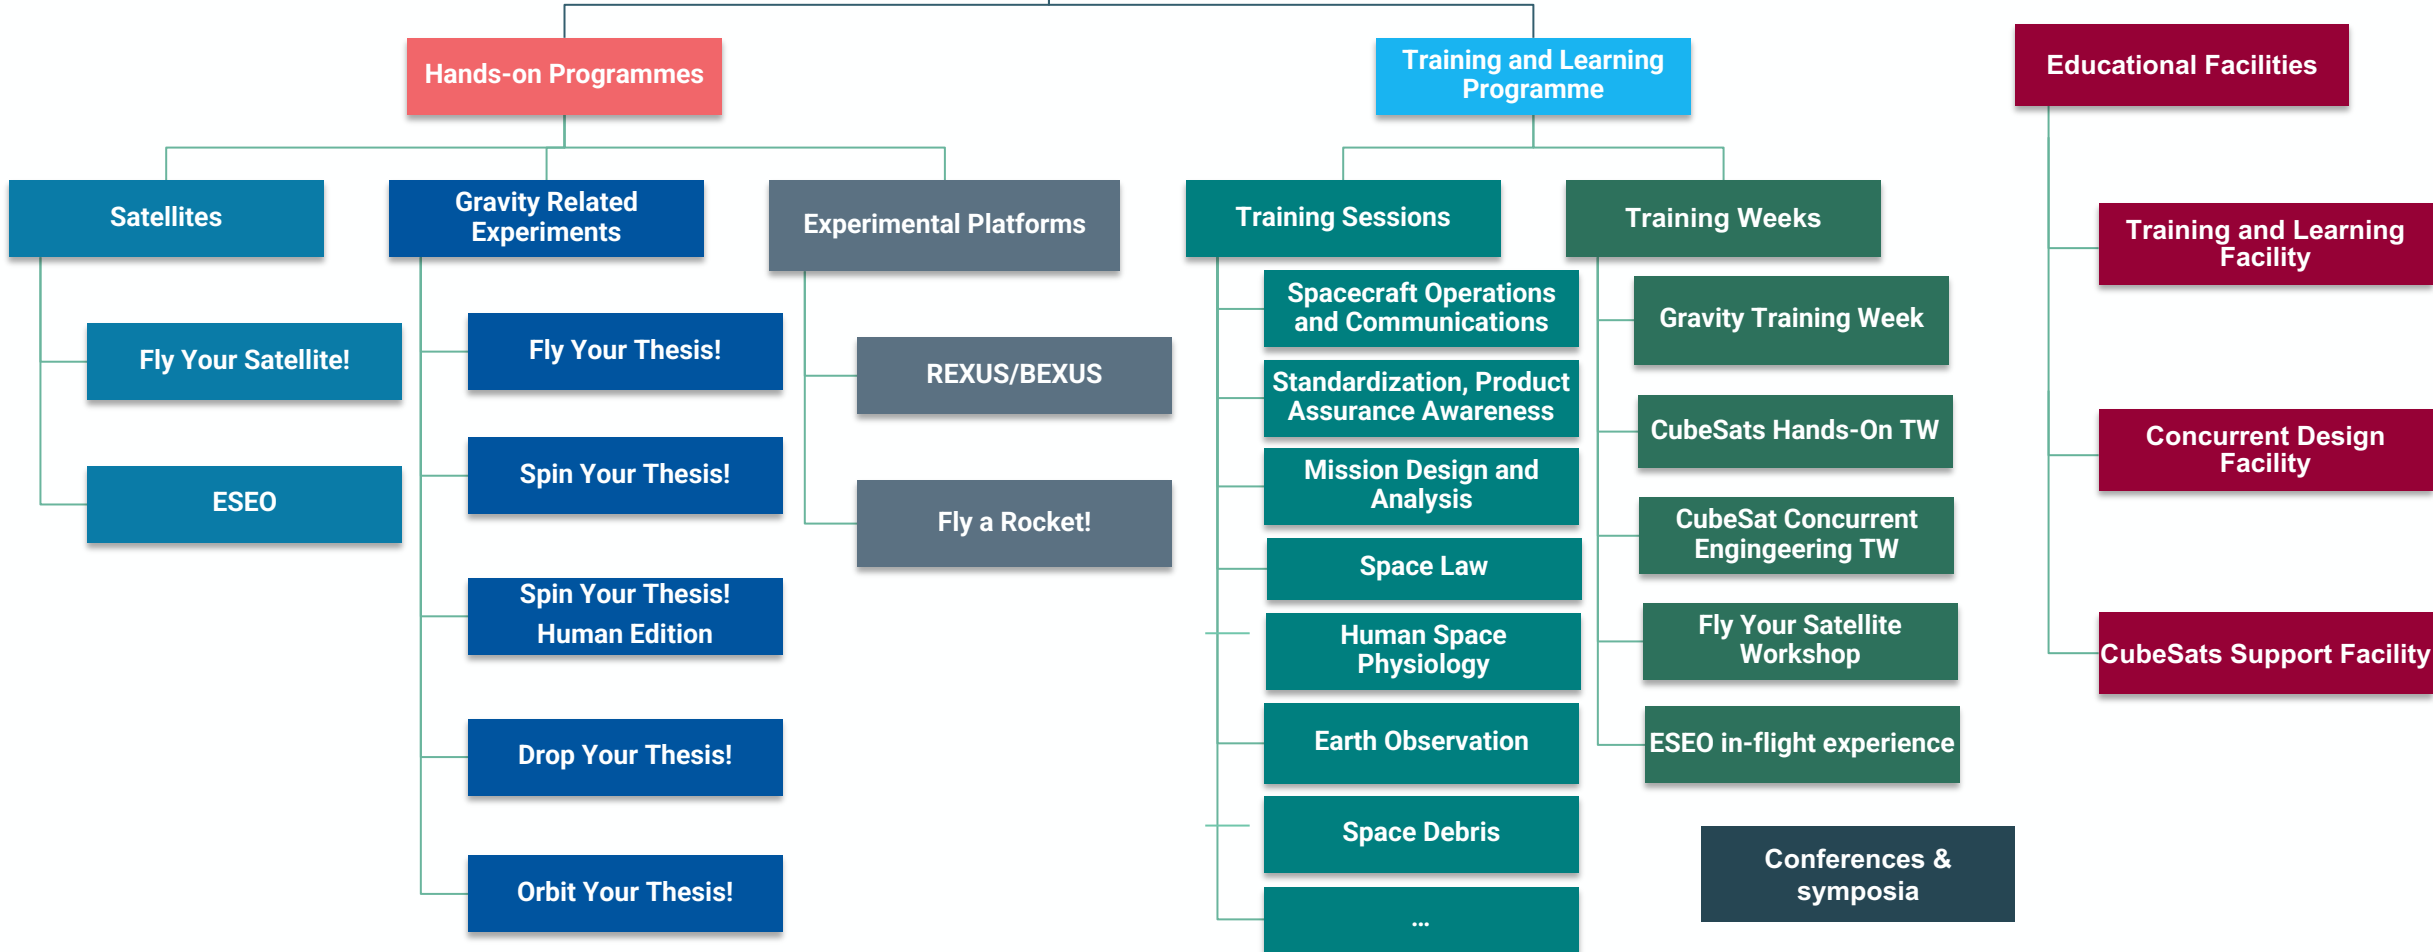 Hands-on Programmes
Training and Learning
Programme
Educational Facilities
Satellites
Fly Your Satellite!
ESEO
Gravity Related
Experiments
Fly Your Thesis!
Spin Your Thesis!
Spin Your Thesis!
Human Edition
Drop Your Thesis!
Orbit Your Thesis!
Experimental Platforms
REXUS/BEXUS
Fly a Rocket!
Training Sessions
Spacecraft Operations
and Communications
Standardization, Product
Assurance Awareness
Mission Design and
Analysis
Space Law
Human Space
Physiology
Earth Observation
Space Debris
...
Training Weeks
Gravity Training Week
CubeSats Hands-On TW
CubeSat Concurrent
Engingeering TW
Fly Your Satellite
Workshop
ESEO in-flight experience
Conferences &
symposia
Training and Learning
Facility
Concurrent Design
Facility
CubeSats Support Facility